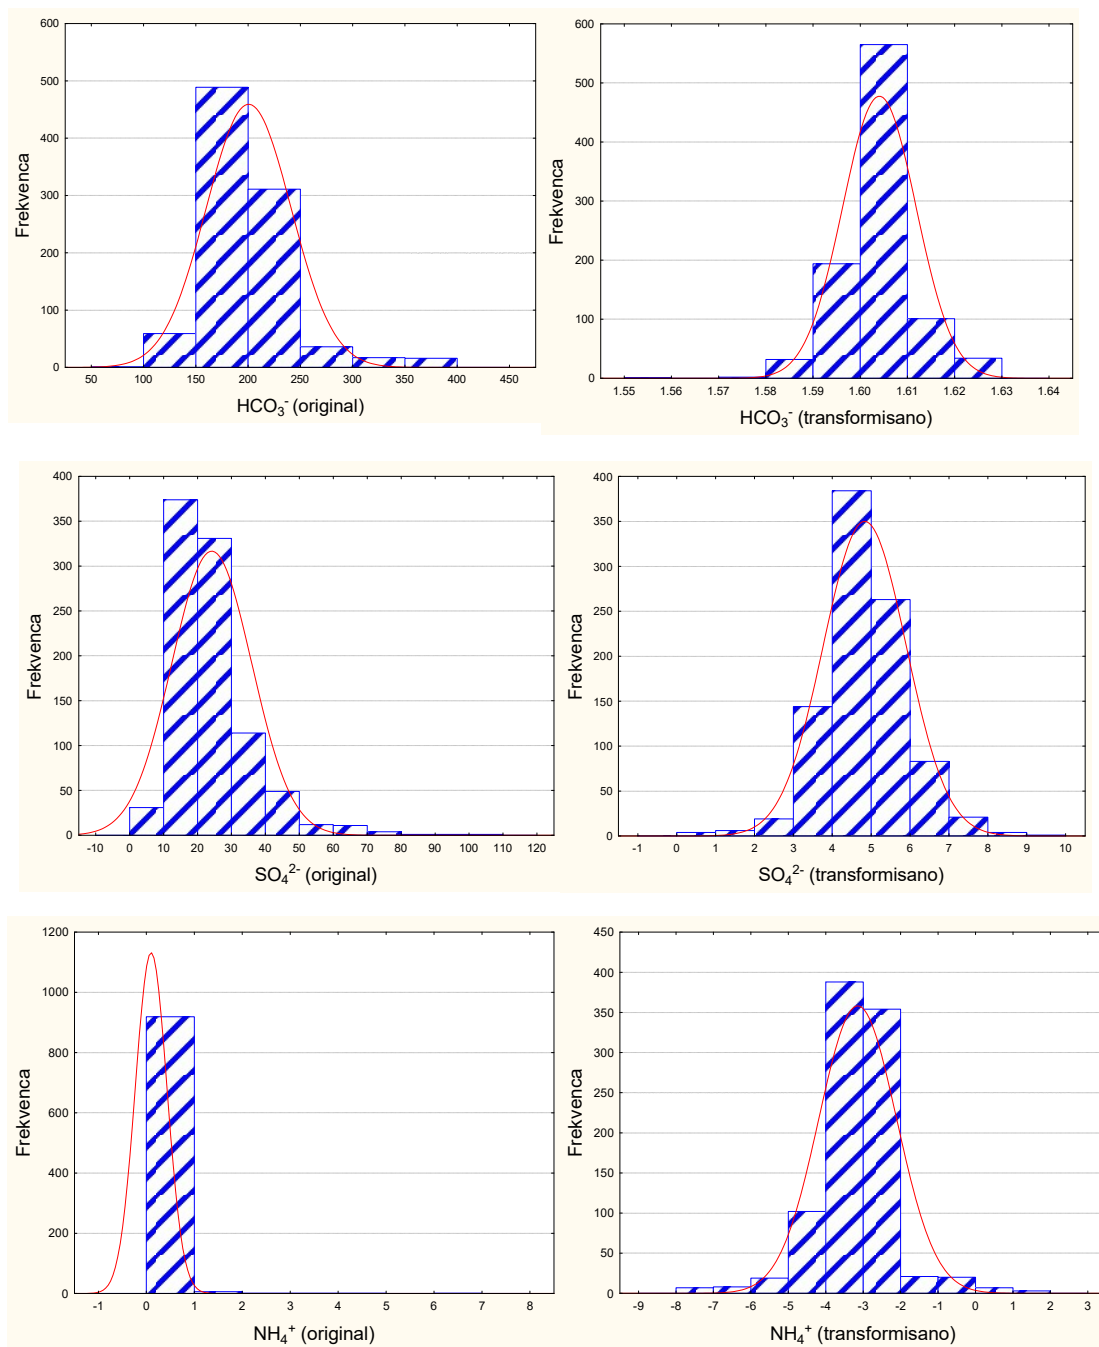 600
500
400
300
200
100
0
Frekvenca
50 100 150 200 250 300 350 400 450
HCO₃⁻ (original)
600
500
400
300
200
100
0
Frekvenca
1.55 1.56 1.57 1.58 1.59 1.60 1.61 1.62 1.63 1.64
HCO₃⁻ (transformisano)
400
350
300
250
200
150
100
50
0
Frekvenca
-10 0 10 20 30 40 50 60 70 80 90 100 110 120
SO₄²⁻ (original)
400
350
300
250
200
150
100
50
0
Frekvenca
-1 0 1 2 3 4 5 6 7 8 9 10
SO₄²⁻ (transformisano)
1200
1000
800
600
400
200
0
Frekvenca
-1 0 1 2 3 4 5 6 7 8
NH₄⁺ (original)
450
400
350
300
250
200
150
100
50
0
Frekvenca
-9 -8 -7 -6 -5 -4 -3 -2 -1 0 1 2 3
NH₄⁺ (transformisano)